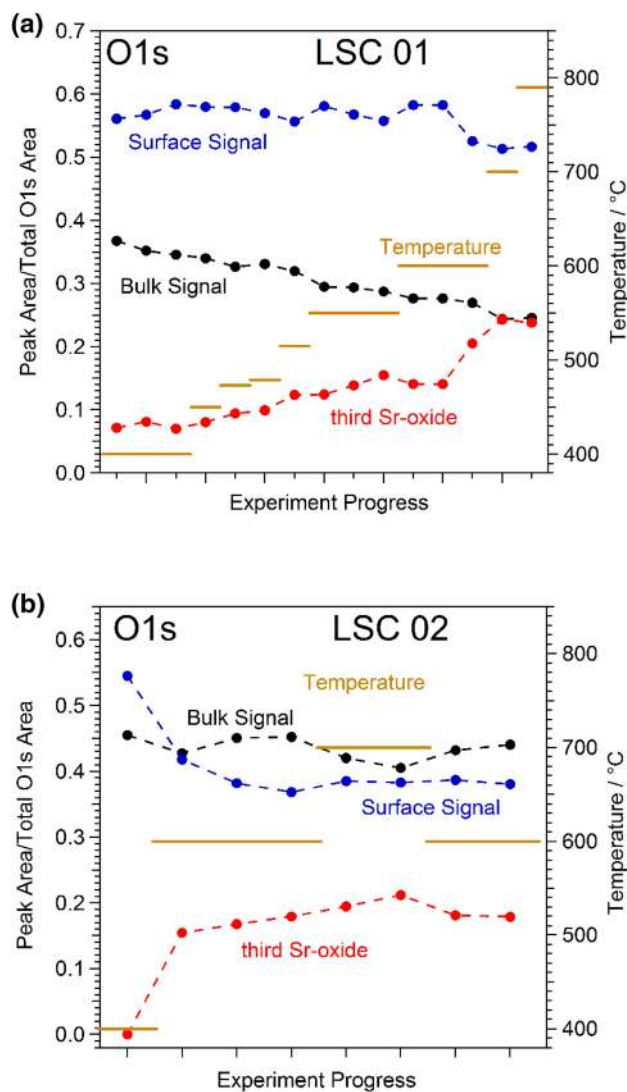 (a)
O1s LSC 01
0.7
0.6
0.5
0.4
0.3
0.2
0.1
0.0
Peak Area/Total O1s Area
Surface Signal
Temperature
Bulk Signal
third Sr-oxide
800
700
600
500
400
Temperature / °C
Experiment Progress
(b)
O1s LSC 02
0.6
0.5
0.4
0.3
0.2
0.1
0.0
Peak Area/Total O1s Area
Temperature
Bulk Signal
Surface Signal
third Sr-oxide
800
700
600
500
400
Temperature / °C
Experiment Progress